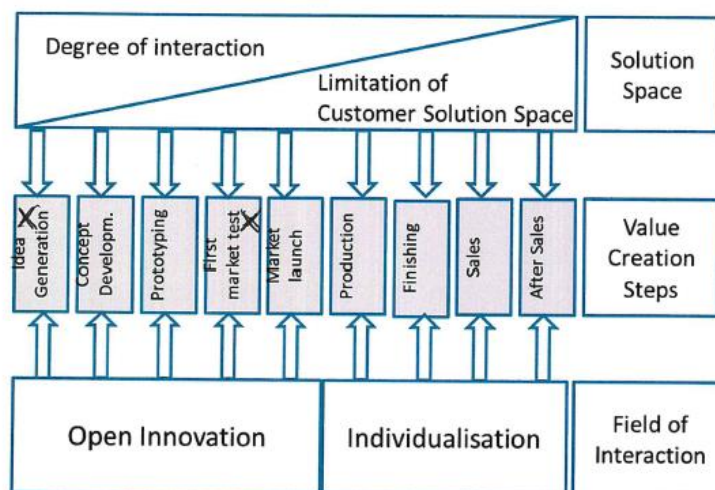 Degree of interaction
Limitation of
Customer Solution Space
Solution
Space
Idea
Generation
Concept
Developm.
Prototyping
First
market test
Market
launch
Production
Finishing
Sales
After Sales
Value
Creation
Steps
Open Innovation
Individualisation
Field of
Interaction